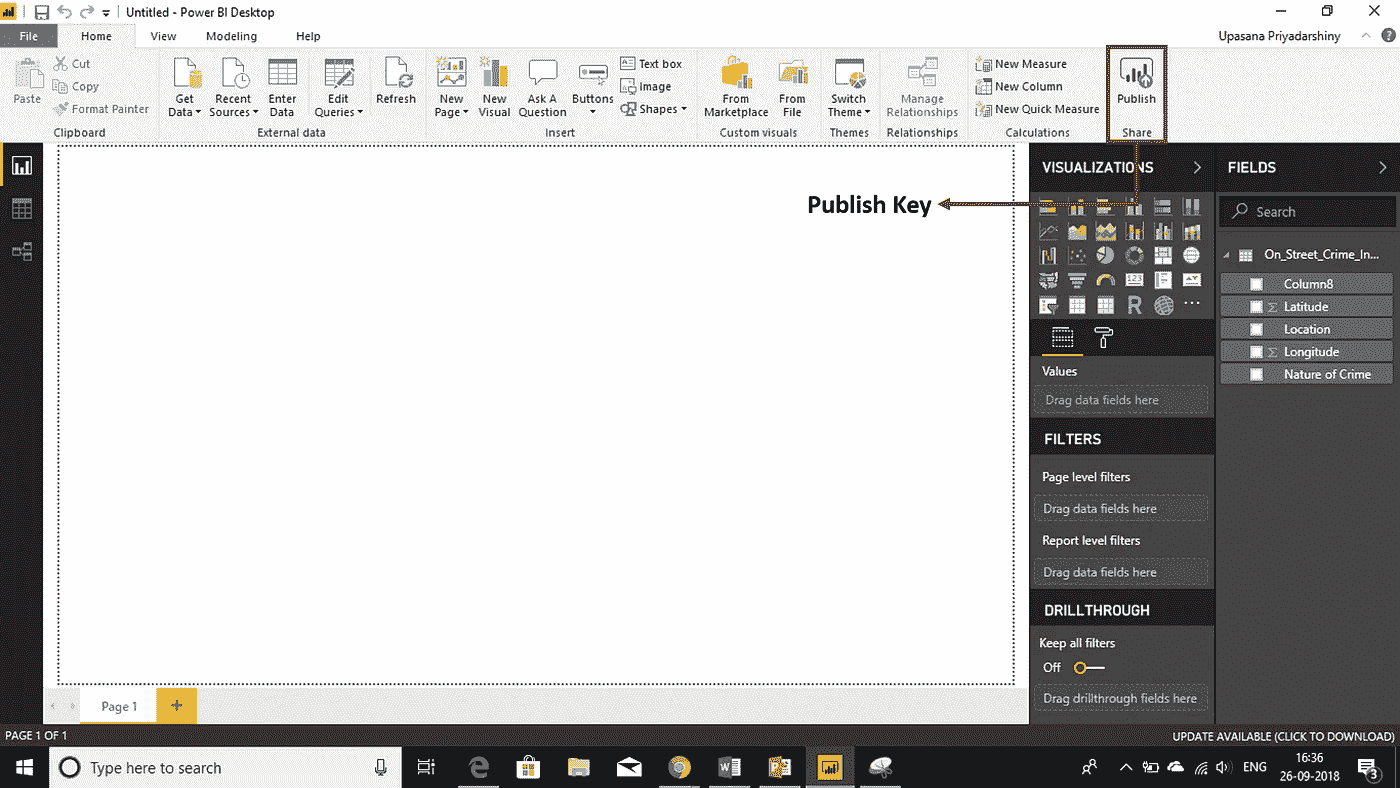 Untitled - Power BI Desktop
File Home View Modeling Help Upasana Priyadarshiny
Paste
Cut
Copy
Format Painter
Clipboard
Get Data
Recent Sources
Enter Data
Edit Queries
Refresh
External data
New Page
New Visual
Ask A Question
Buttons
Text box
Image
Shapes
Insert
From Marketplace
From File
Custom visuals
Switch Theme
Themes
Manage Relationships
Relationships
New Measure
New Column
New Quick Measure
Calculations
Publish
Share
Publish Key
VISUALIZATIONS
R
123
Values
Drag data fields here
FILTERS
Page level filters
Drag data fields here
Report level filters
Drag data fields here
DRILLTHROUGH
Keep all filters
Off
Drag drillthrough fields here
FIELDS
Search
On_Street_Crime_In...
Column8
Σ Latitude
Location
Σ Longitude
Nature of Crime
Page 1
PAGE 1 OF 1
UPDATE AVAILABLE (CLICK TO DOWNLOAD)
Type here to search
ENG
16:36
26-09-2018
3